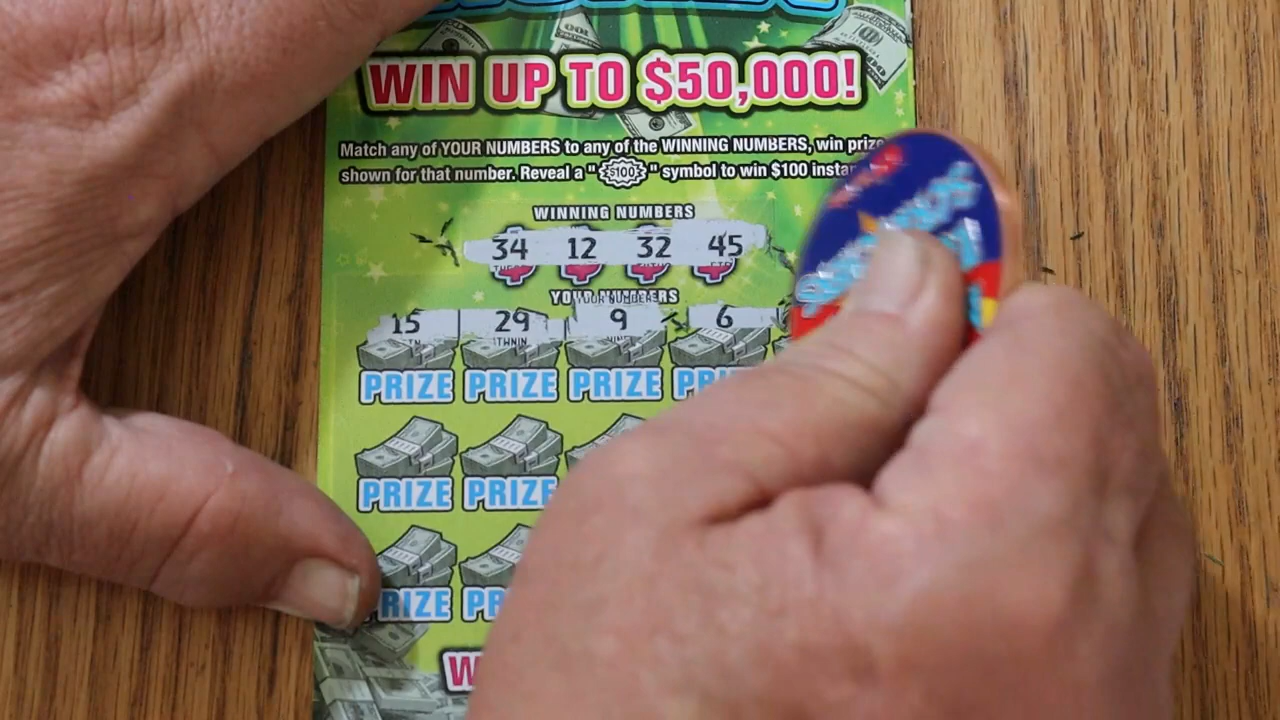 WIN UP TO $50,000!
Match any of YOUR NUMBERS to any of the WINNING NUMBERS, win prize
shown for that number. Reveal a " $100 " symbol to win $100
WINNING NUMBERS
34 12 32 45
YOUR NUMBERS
15 29 9 6
THNIN
PRIZE PRIZE PRIZE
PRIZE PRIZE
PRIZE